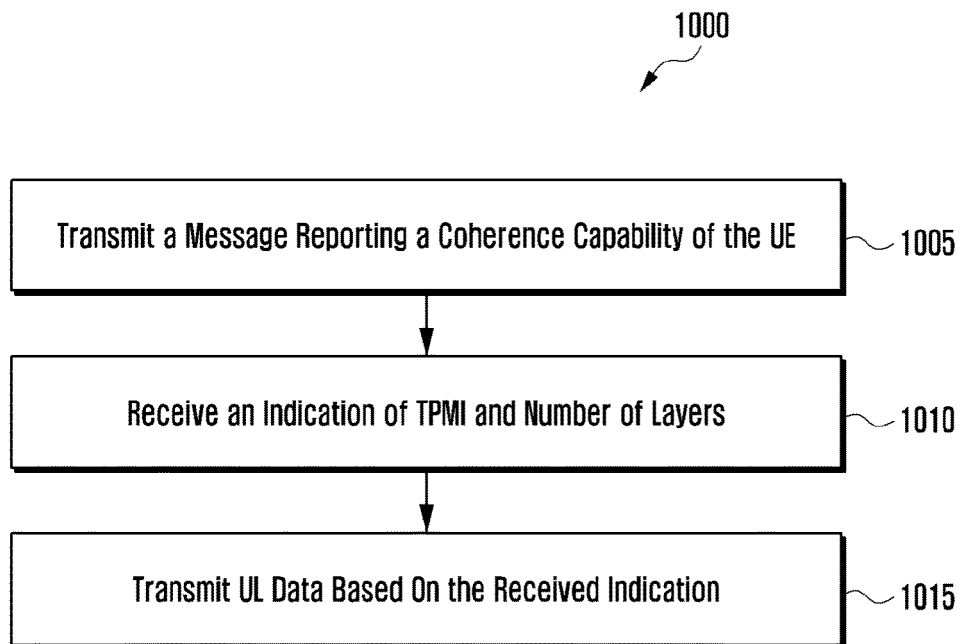 1000
Transmit a Message Reporting a Coherence Capability of the UE
1005
Receive an Indication of TPMI and Number of Layers
1010
Transmit UL Data Based On the Received Indication
1015